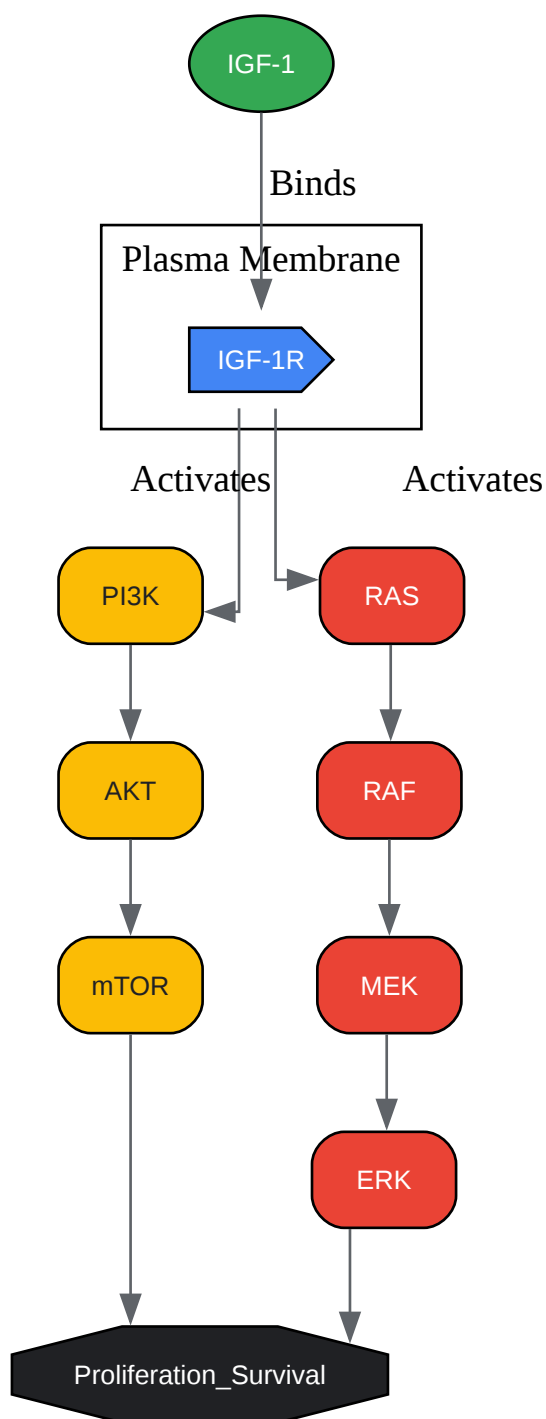 IGF-1
Binds
Plasma Membrane
IGF-1R
Activates Activates
PI3K RAS
AKT RAF
mTOR MEK
ERK
Proliferation_Survival